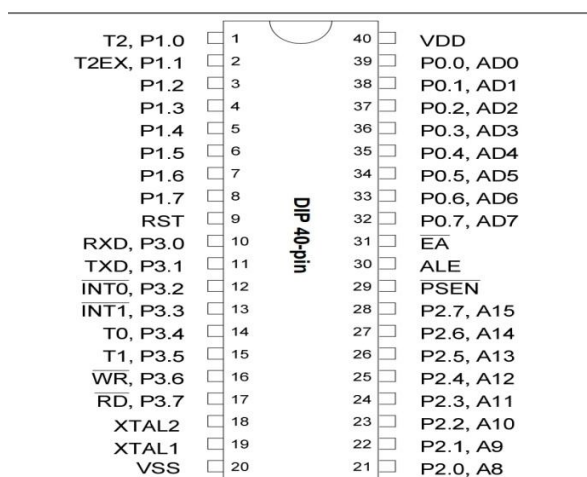 T2, P1.0 1 40 VDD
T2EX, P1.1 2 39 P0.0, AD0
P1.2 3 38 P0.1, AD1
P1.3 4 37 P0.2, AD2
P1.4 5 36 P0.3, AD3
P1.5 6 35 P0.4, AD4
P1.6 7 34 P0.5, AD5
P1.7 8 33 P0.6, AD6
RST 9 32 P0.7, AD7
RXD, P3.0 10 31 EA
TXD, P3.1 11 30 ALE
INT0, P3.2 12 29 PSEN
INT1, P3.3 13 28 P2.7, A15
T0, P3.4 14 27 P2.6, A14
T1, P3.5 15 26 P2.5, A13
WR, P3.6 16 25 P2.4, A12
RD, P3.7 17 24 P2.3, A11
XTAL2 18 23 P2.2, A10
XTAL1 19 22 P2.1, A9
VSS 20 21 P2.0, A8
DIP 40-pin